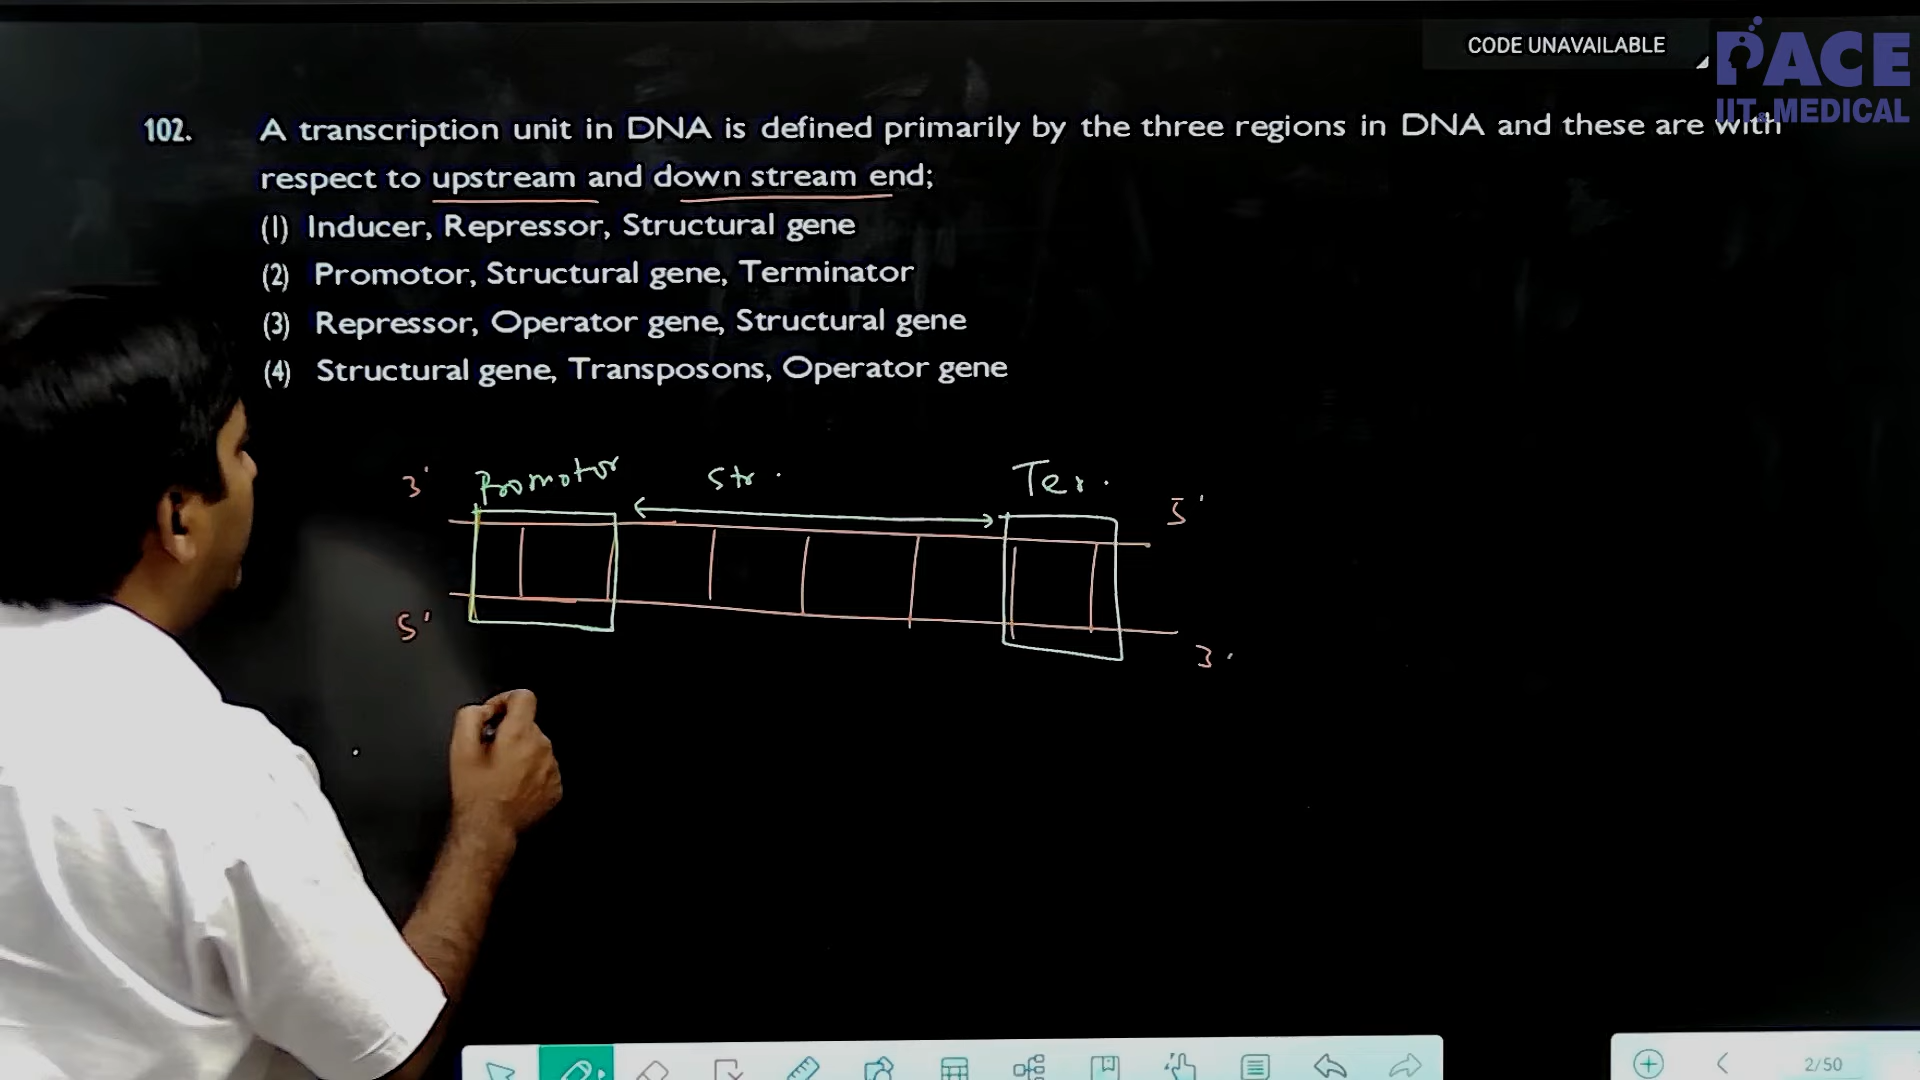 CODE UNAVAILABLE
PACE
IIT & MEDICAL
102. A transcription unit in DNA is defined primarily by the three regions in DNA and these are with
respect to upstream and down stream end;
(1) Inducer, Repressor, Structural gene
(2) Promotor, Structural gene, Terminator
(3) Repressor, Operator gene, Structural gene
(4) Structural gene, Transposons, Operator gene
3' Promotor Str. Ter. 5'
5' 3'
2/50